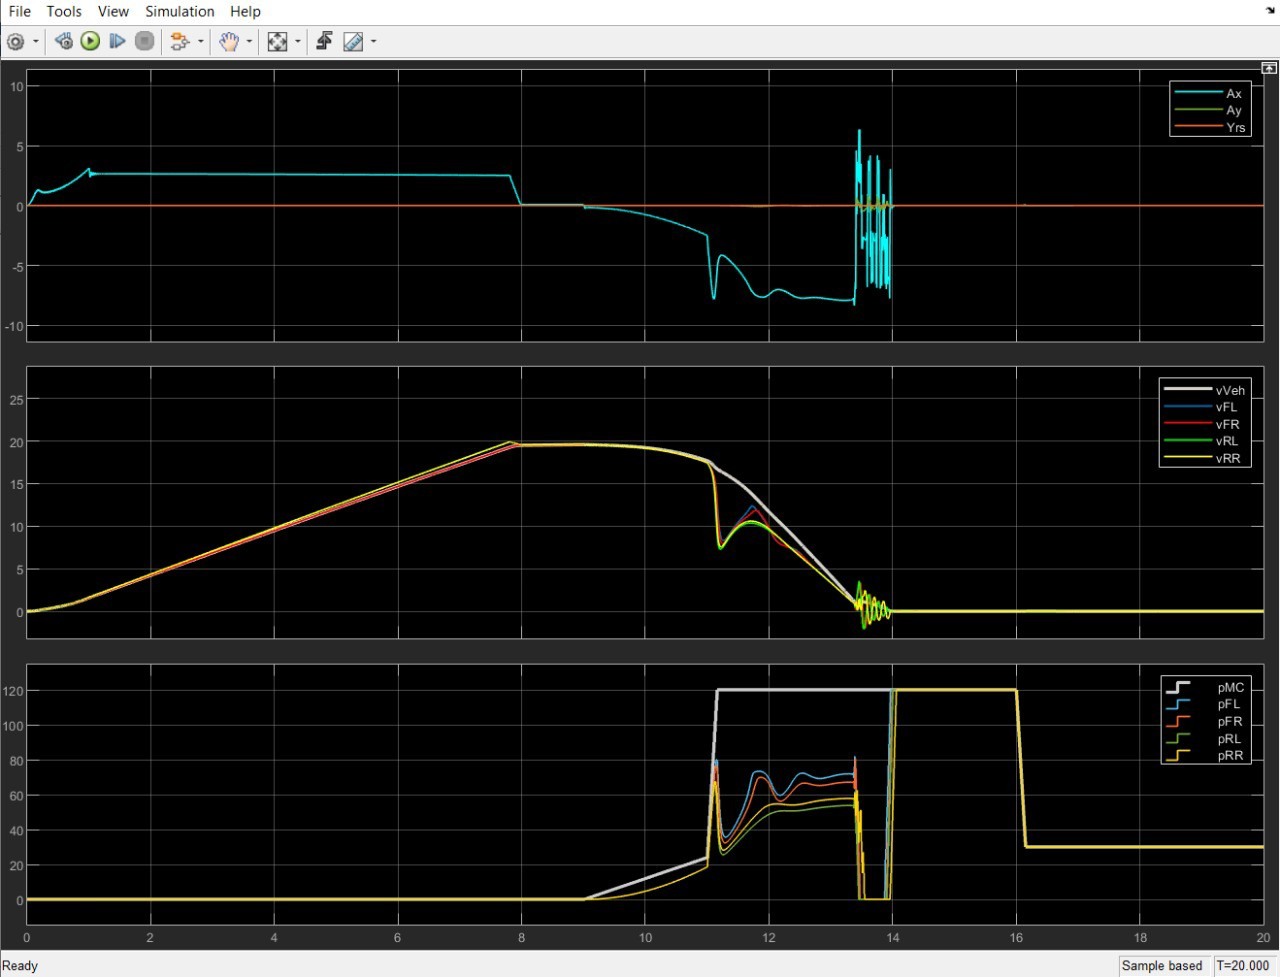 File Tools View Simulation Help
10
5
0
-5
-10
Ax
Ay
Yrs
25
20
15
10
5
0
vVeh
vFL
vFR
vRL
vRR
120
100
80
60
40
20
0
pMC
pFL
pFR
pRL
pRR
0 2 4 6 8 10 12 14 16 18 20
Ready Sample based T=20.000